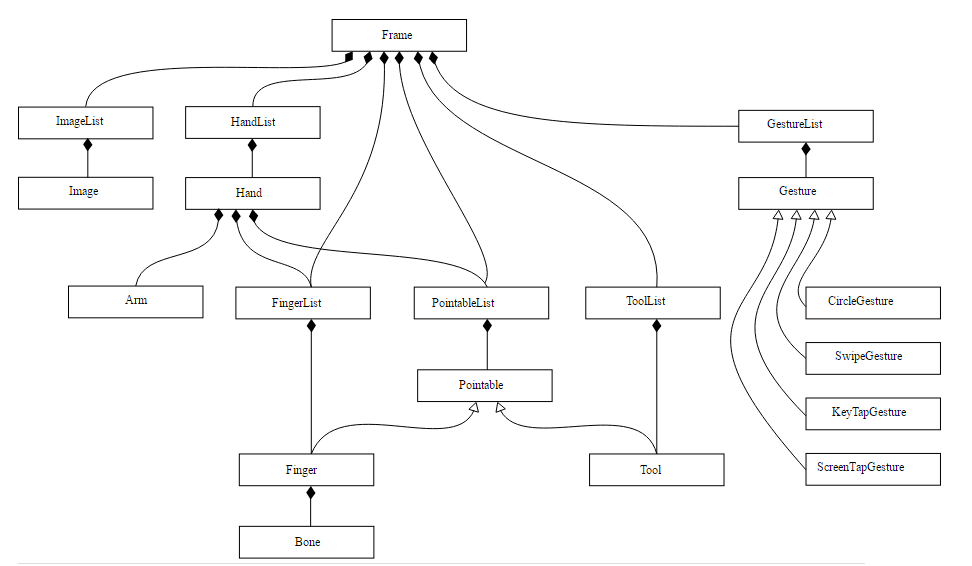 Frame
ImageList
HandList
GestureList
Image
Hand
Gesture
Arm
FingerList
PointableList
ToolList
CircleGesture
SwipeGesture
Pointable
KeyTapGesture
Finger
Tool
ScreenTapGesture
Bone